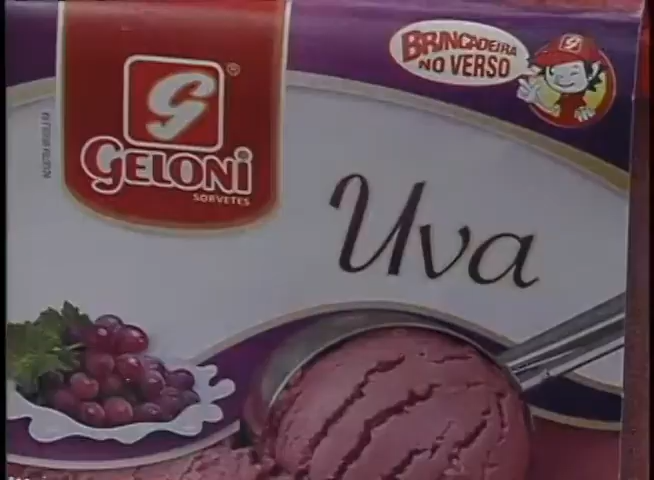 BRINCADEIRA
NO VERSO
G
G
®
GELONi
SORVETES
Uva